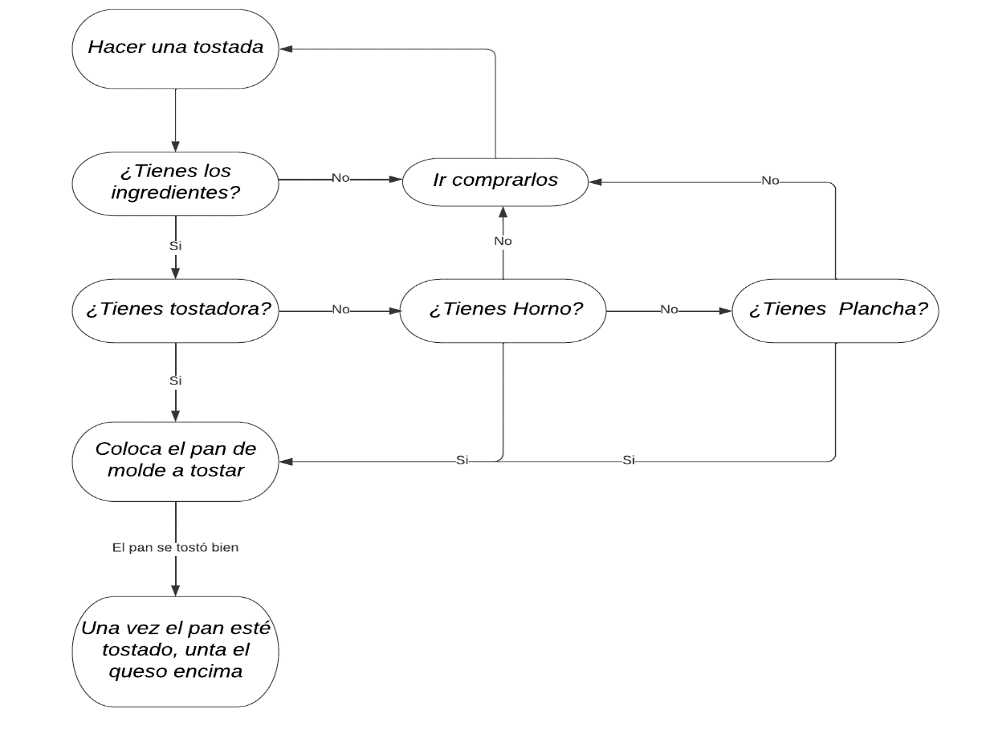 Hacer una tostada
¿Tienes los
ingredientes?
No
Ir comprarlos
No
Si
No
¿Tienes tostadora?
No
¿Tienes Horno?
No
¿Tienes Plancha?
Si
Coloca el pan de
molde a tostar
Si
Si
El pan se tostó bien
Una vez el pan esté
tostado, unta el
queso encima